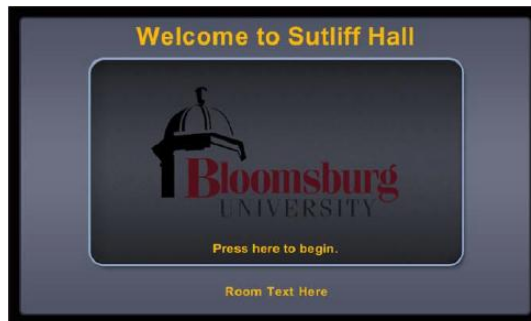 Welcome to Sutliff Hall
Bloomsburg
UNIVERSITY
Press here to begin.
Room Text Here